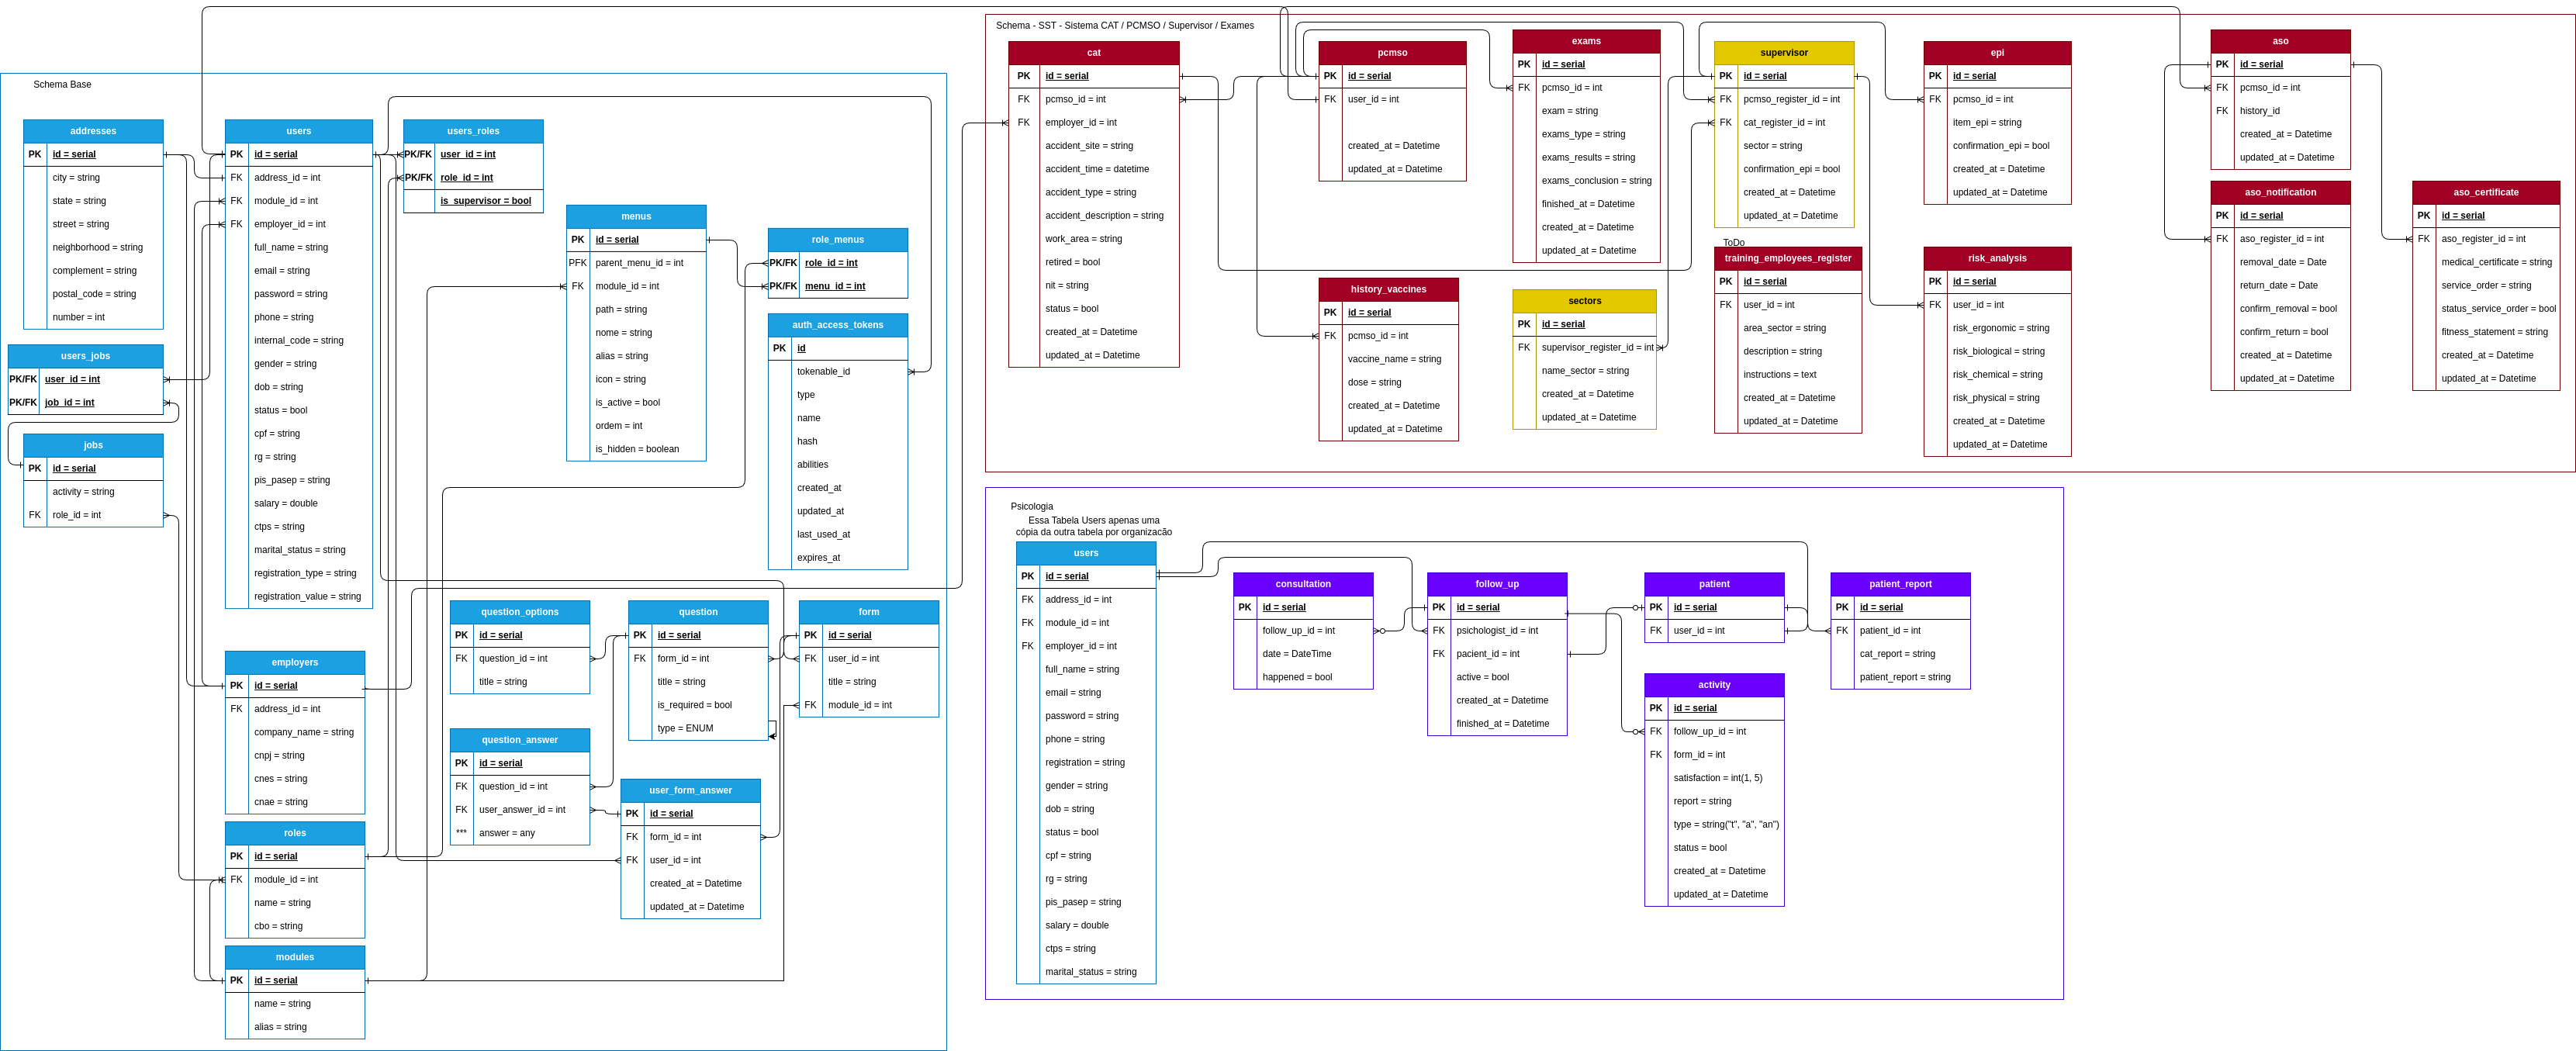 Schema Base
addresses
PK id = serial
city = string
state = string
street = string
neighborhood = string
complement = string
postal_code = string
number = int
users_jobs
PK/FK user_id = int
PK/FK job_id = int
jobs
PK id = serial
activity = string
FK role_id = int
users
PK id = serial
FK address_id = int
FK module_id = int
FK employer_id = int
full_name = string
email = string
password = string
phone = string
internal_code = string
gender = string
dob = string
status = bool
cpf = string
rg = string
pis_pasep = string
salary = double
ctps = string
marital_status = string
registration_type = string
registration_value = string
employers
PK id = serial
FK address_id = int
company_name = string
cnpj = string
cnes = string
cnae = string
roles
PK id = serial
FK module_id = int
name = string
cbo = string
modules
PK id = serial
name = string
alias = string
users_roles
PK/FK user_id = int
PK/FK role_id = int
is_supervisor = bool
menus
PK id = serial
PFK parent_menu_id = int
FK module_id = int
path = string
nome = string
alias = string
icon = string
is_active = bool
ordem = int
is_hidden = boolean
role_menus
PK/FK role_id = int
PK/FK menu_id = int
auth_access_tokens
PK id
tokenable_id
type
name
hash
abilities
created_at
updated_at
last_used_at
expires_at
question_options
PK id = serial
FK question_id = int
title = string
question
PK id = serial
FK form_id = int
title = string
is_required = bool
type = ENUM
form
PK id = serial
FK user_id = int
title = string
FK module_id = int
question_answer
PK id = serial
FK question_id = int
FK user_answer_id = int
*** answer = any
user_form_answer
PK id = serial
FK form_id = int
FK user_id = int
created_at = Datetime
updated_at = Datetime
Schema - SST - Sistema CAT / PCMSO / Supervisor / Exames
cat
PK id = serial
FK pcmso_id = int
FK employer_id = int
accident_site = string
accident_time = datetime
accident_type = string
accident_description = string
work_area = string
retired = bool
nit = string
status = bool
created_at = Datetime
updated_at = Datetime
pcmso
PK id = serial
FK user_id = int
created_at = Datetime
updated_at = Datetime
history_vaccines
PK id = serial
FK pcmso_id = int
vaccine_name = string
dose = string
created_at = Datetime
updated_at = Datetime
exams
PK id = serial
FK pcmso_id = int
exam = string
exams_type = string
exams_results = string
exams_conclusion = string
finished_at = Datetime
created_at = Datetime
updated_at = Datetime
sectors
PK id = serial
FK supervisor_register_id = int
name_sector = string
created_at = Datetime
updated_at = Datetime
supervisor
PK id = serial
FK pcmso_register_id = int
FK cat_register_id = int
sector = string
confirmation_epi = bool
created_at = Datetime
updated_at = Datetime
ToDo
training_employees_register
PK id = serial
FK user_id = int
area_sector = string
description = string
instructions = text
created_at = Datetime
updated_at = Datetime
epi
PK id = serial
FK pcmso_id = int
item_epi = string
confirmation_epi = bool
created_at = Datetime
updated_at = Datetime
risk_analysis
PK id = serial
FK user_id = int
risk_ergonomic = string
risk_biological = string
risk_chemical = string
risk_physical = string
created_at = Datetime
updated_at = Datetime
aso
PK id = serial
FK pcmso_id = int
FK history_id
created_at = Datetime
updated_at = Datetime
aso_notification
PK id = serial
FK aso_register_id = int
removal_date = Date
return_date = Date
confirm_removal = bool
confirm_return = bool
created_at = Datetime
updated_at = Datetime
aso_certificate
PK id = serial
FK aso_register_id = int
medical_certificate = string
service_order = string
status_service_order = bool
fitness_statement = string
created_at = Datetime
updated_at = Datetime
Psicologia
Essa Tabela Users apenas uma
cópia da outra tabela por organizacão
users
PK id = serial
FK address_id = int
FK module_id = int
FK employer_id = int
full_name = string
email = string
password = string
phone = string
registration = string
gender = string
dob = string
status = bool
cpf = string
rg = string
pis_pasep = string
salary = double
ctps = string
marital_status = string
consultation
PK id = serial
follow_up_id = int
date = DateTime
happened = bool
follow_up
PK id = serial
FK psichologist_id = int
FK pacient_id = int
active = bool
created_at = Datetime
finished_at = Datetime
patient
PK id = serial
FK user_id = int
activity
PK id = serial
FK follow_up_id = int
FK form_id = int
satisfaction = int(1, 5)
report = string
type = string("t", "a", "an")
status = bool
created_at = Datetime
updated_at = Datetime
patient_report
PK id = serial
FK patient_id = int
cat_report = string
patient_report = string